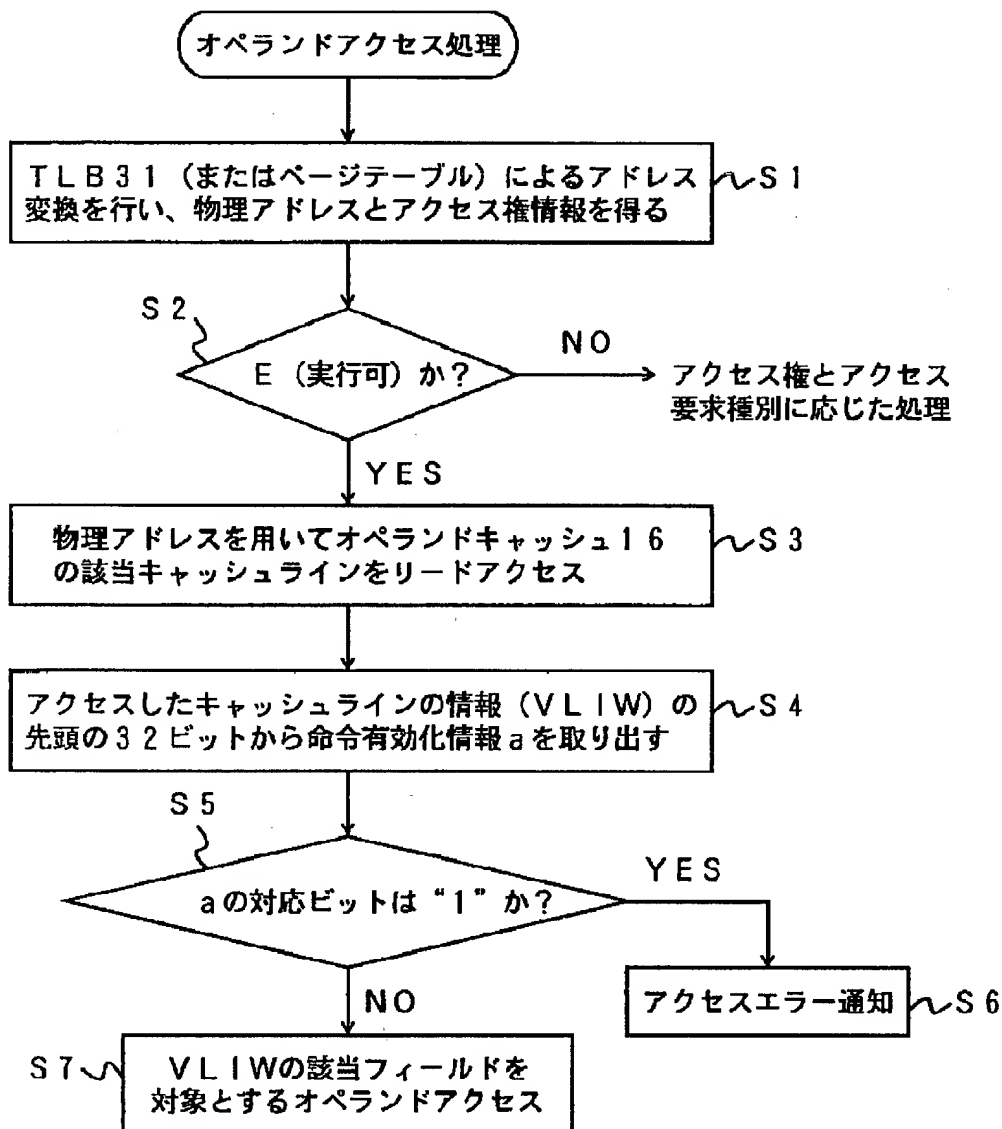 オペランドアクセス処理
TLB31（またはページテーブル）によるアドレス
変換を行い、物理アドレスとアクセス権情報を得る
S1
S2
E（実行可）か？
NO
アクセス権とアクセス
要求種別に応じた処理
YES
物理アドレスを用いてオペランドキャッシュ16
の該当キャッシュラインをリードアクセス
S3
アクセスしたキャッシュラインの情報（VLIW）の
先頭の32ビットから命令有効化情報aを取り出す
S4
S5
aの対応ビットは“1”か？
YES
アクセスエラー通知
S6
NO
S7
VLIWの該当フィールドを
対象とするオペランドアクセス